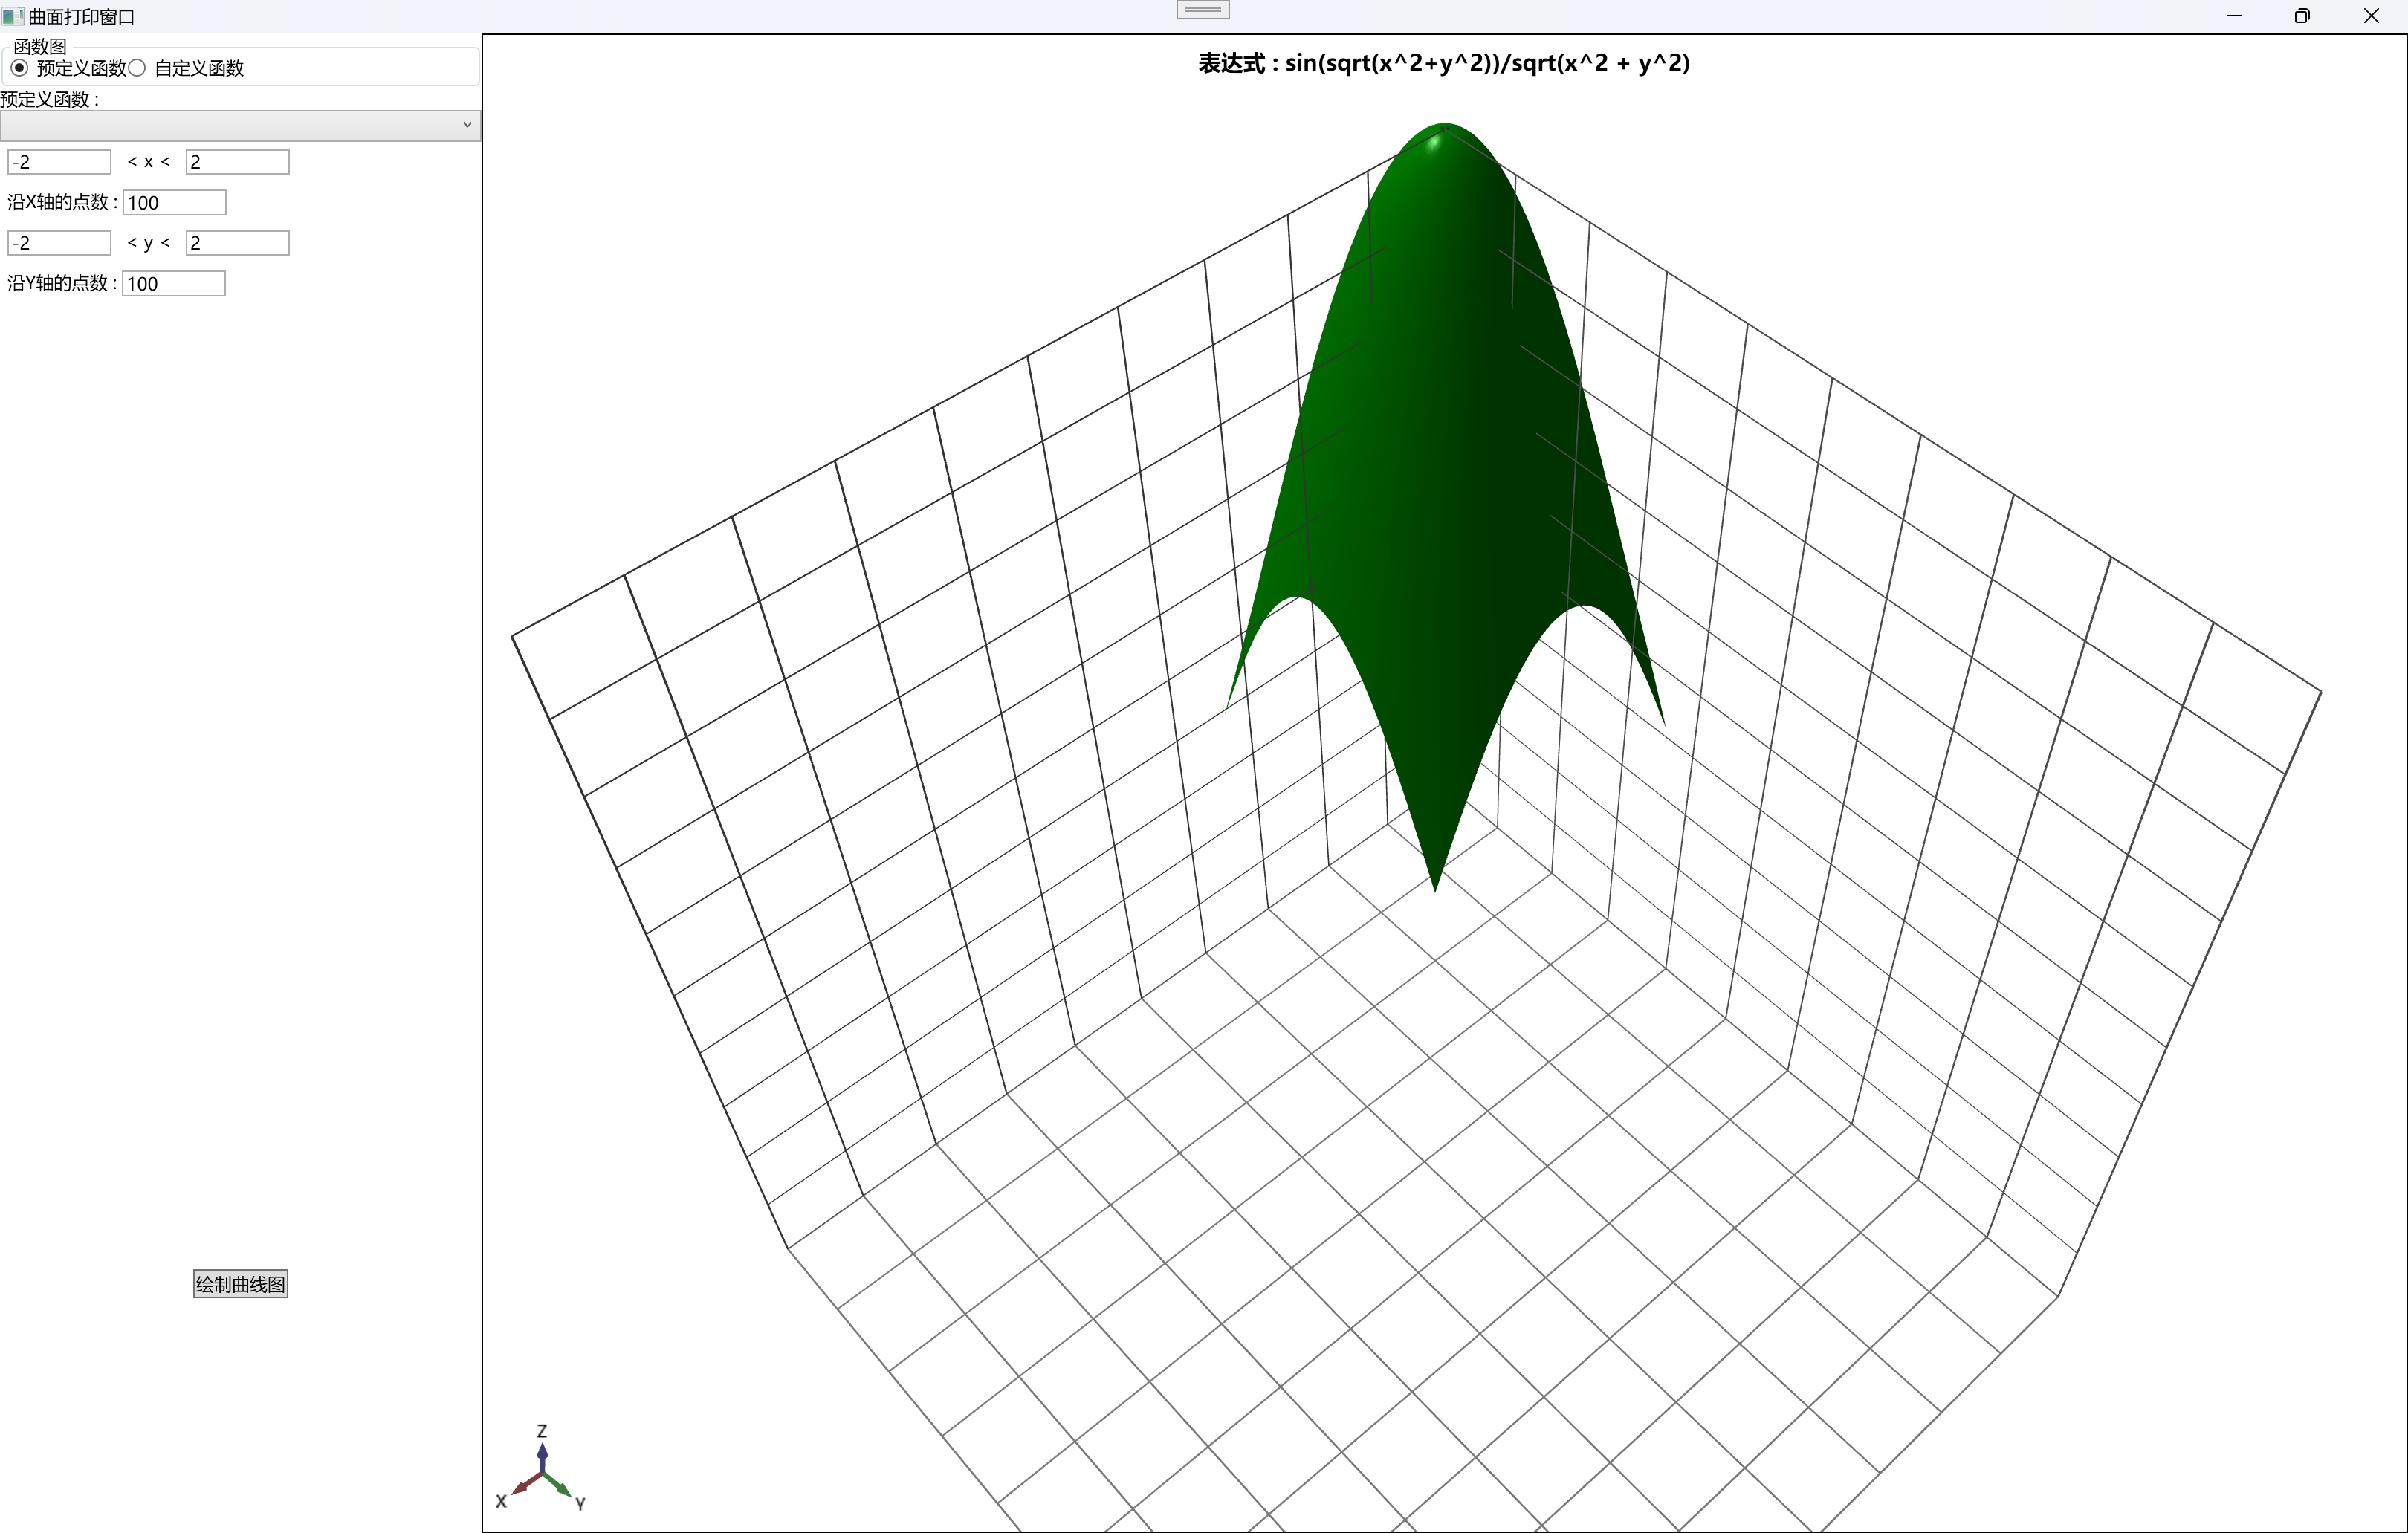 曲面打印窗口
函数图
预定义函数 自定义函数
预定义函数 :
-2 < x < 2
沿X轴的点数 : 100
-2 < y < 2
沿Y轴的点数 : 100
绘制曲线图
表达式 : sin(sqrt(x^2+y^2))/sqrt(x^2 + y^2)
Z
X Y